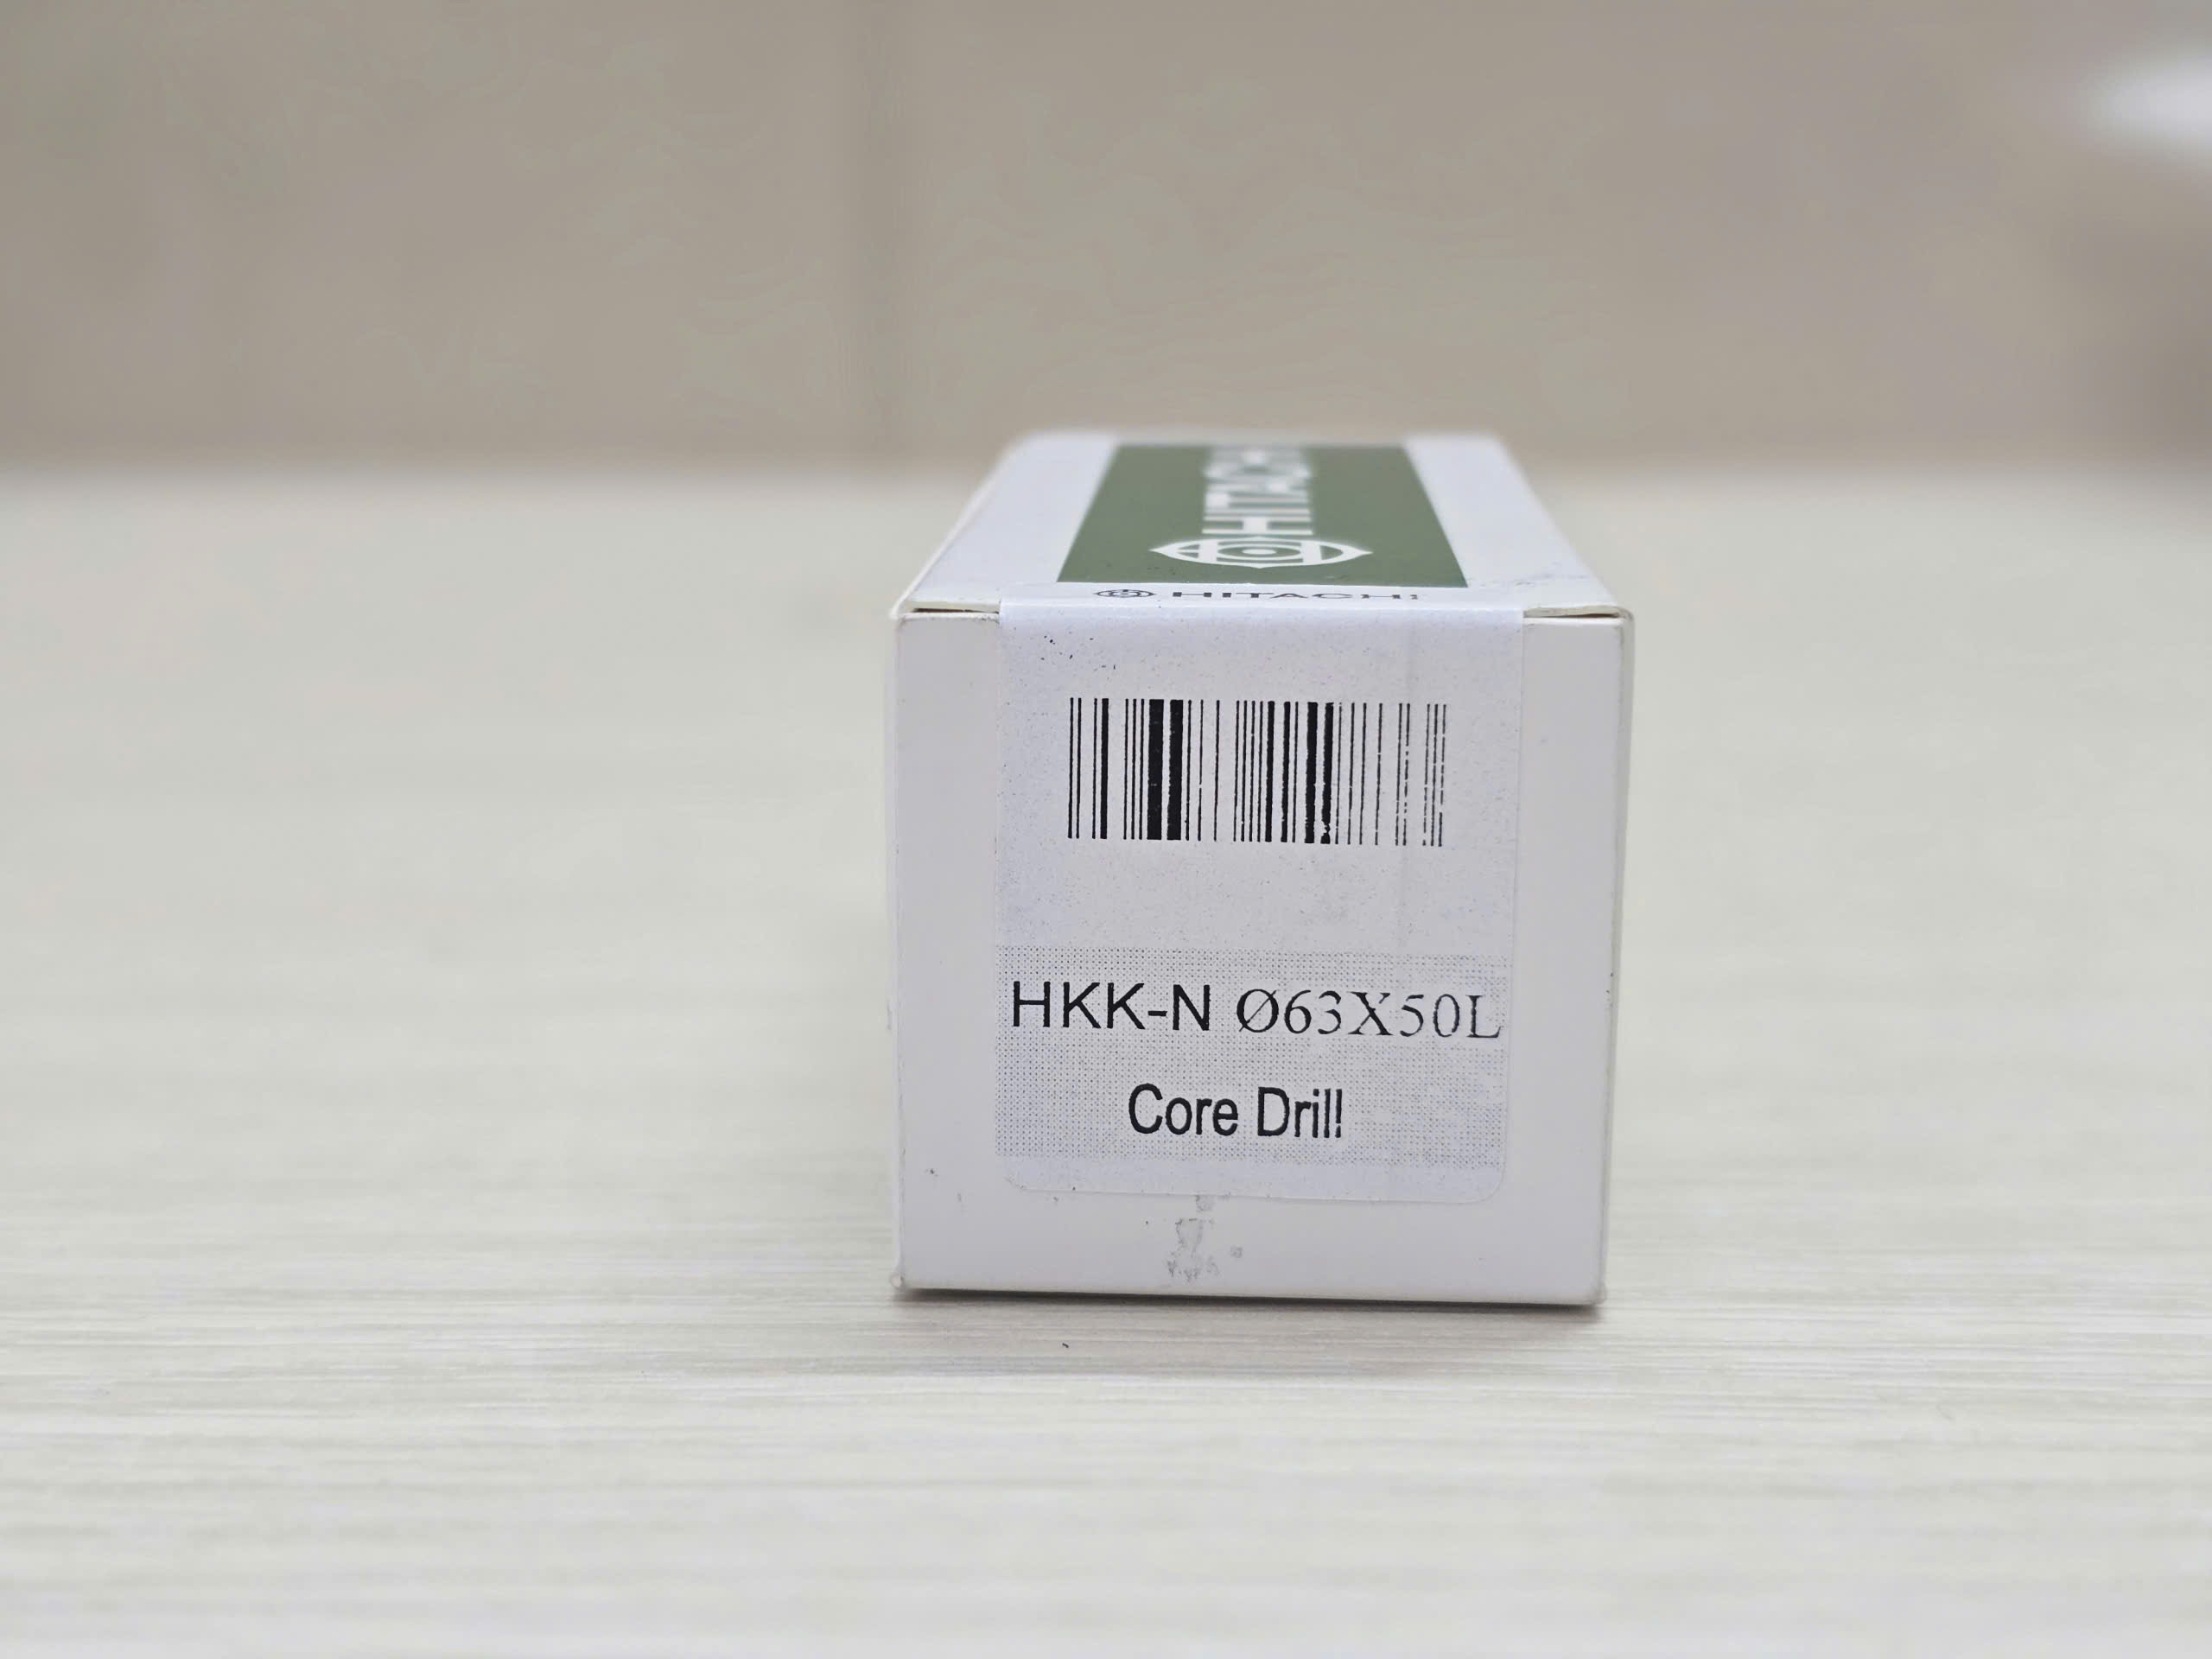 HITACHI
HITACHI
HKK-N Ø63X50L
Core Drill